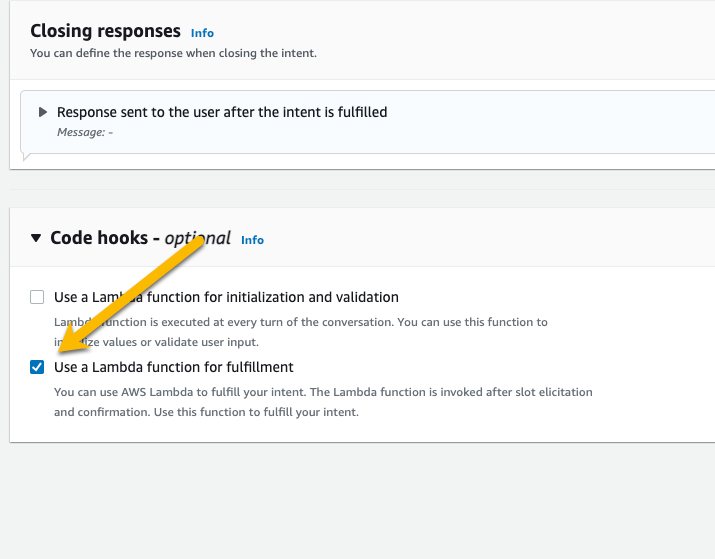 Closing responses Info
You can define the response when closing the intent.
Response sent to the user after the intent is fulfilled
Message: -
Code hooks - optional Info
Use a Lambda function for initialization and validation
Lambda function is executed at every turn of the conversation. You can use this function to
initialize values or validate user input.
Use a Lambda function for fulfillment
You can use AWS Lambda to fulfill your intent. The Lambda function is invoked after slot elicitation
and confirmation. Use this function to fulfill your intent.